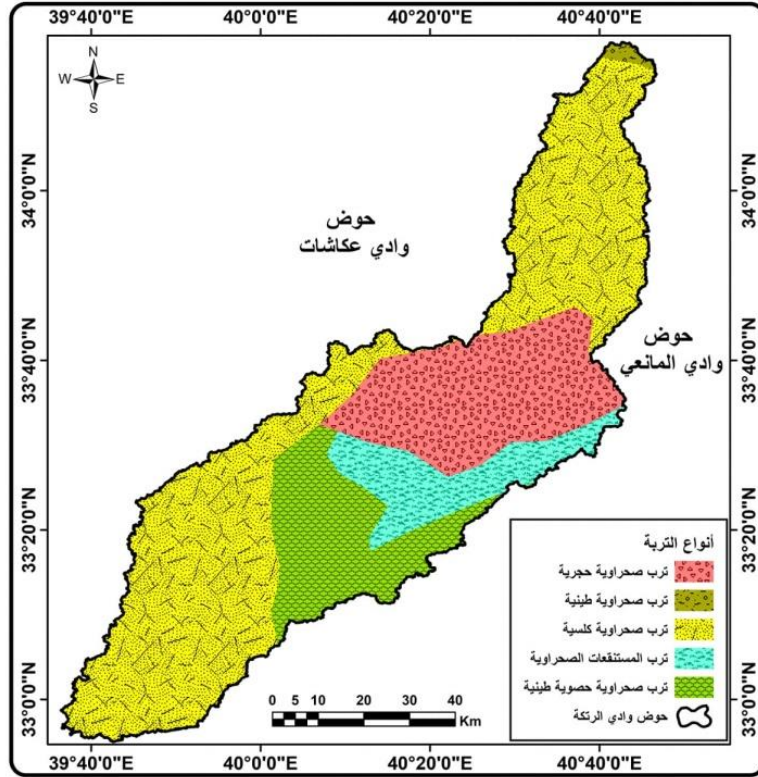 39°40'0"E 40°0'0"E 40°20'0"E 40°40'0"E
N
W E
S
34°0'0"N 34°0'0"N
حوض
وادي عكاشات
حوض
وادي المانعي
33°40'0"N 33°40'0"N
33°20'0"N 33°20'0"N
أنواع التربة
ترب صحراوية حجرية
ترب صحراوية طينية
ترب صحراوية كلسية
ترب المستنقعات الصحراوية
ترب صحراوية حصوية طينية
حوض وادي الرتكة
33°0'0"N 33°0'0"N
0 5 10 20 30 40
Km
39°40'0"E 40°0'0"E 40°20'0"E 40°40'0"E